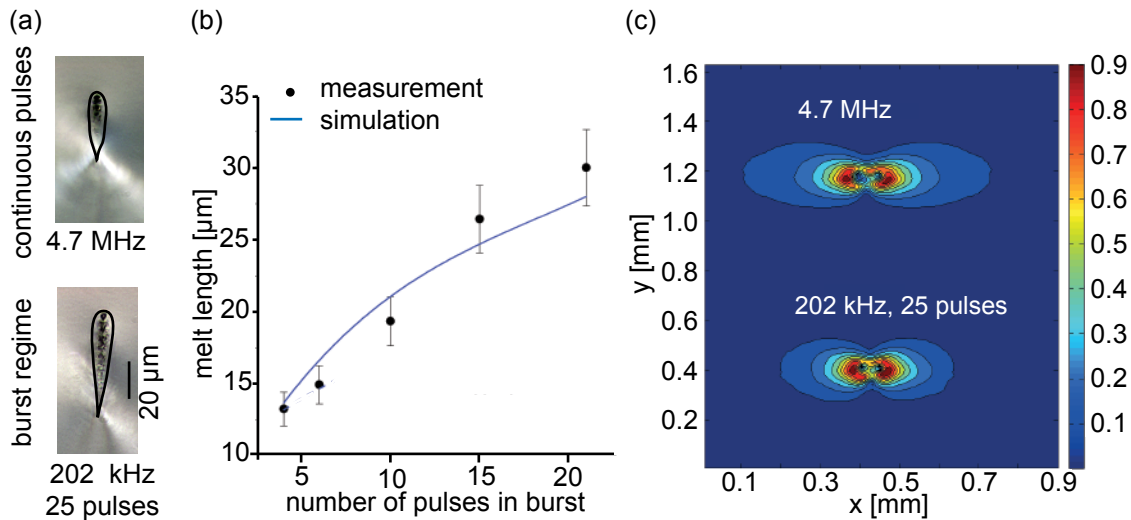 (a)
continuous pulses
4.7 MHz
burst regime
20 µm
202 kHz
25 pulses
(b)
measurement
simulation
melt length [µm]
35
30
25
20
15
10
5
10
15
20
number of pulses in burst
(c)
4.7 MHz
202 kHz, 25 pulses
y [mm]
1.6
1.4
1.2
1.0
0.8
0.6
0.4
0.2
0.1
0.3
0.5
0.7
0.9
x [mm]
0.9
0.8
0.7
0.6
0.5
0.4
0.3
0.2
0.1